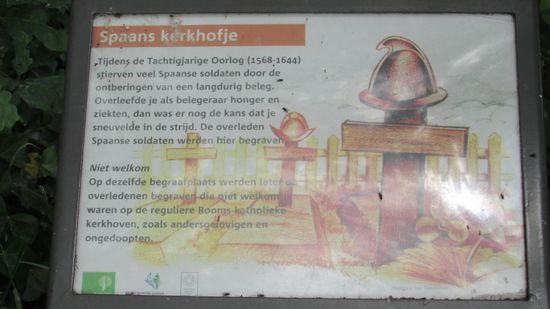 Spaans kerkhofje
Tijdens de Tachtigjarige Oorlog (1568-1644)
stierven veel Spaanse soldaten door de
ontberingen van een langdurig beleg.
Overleefde je als belegeraar honger en
ziekten, dan was er nog de kans dat je
sneuvelde in de strijd. De overleden
Spaanse soldaten werden hier begraven.
Niet welkom
Op dezelfde begraafplaats werden later de
overledenen begraven die niet welkom
waren op de reguliere Rooms-katholieke
kerkhoven, zoals andersgelovigen en
ongedoopten.